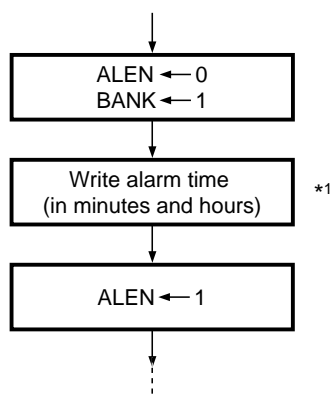 ALEN ← 0
BANK ← 1
Write alarm time
(in minutes and hours)
*1
ALEN ← 1